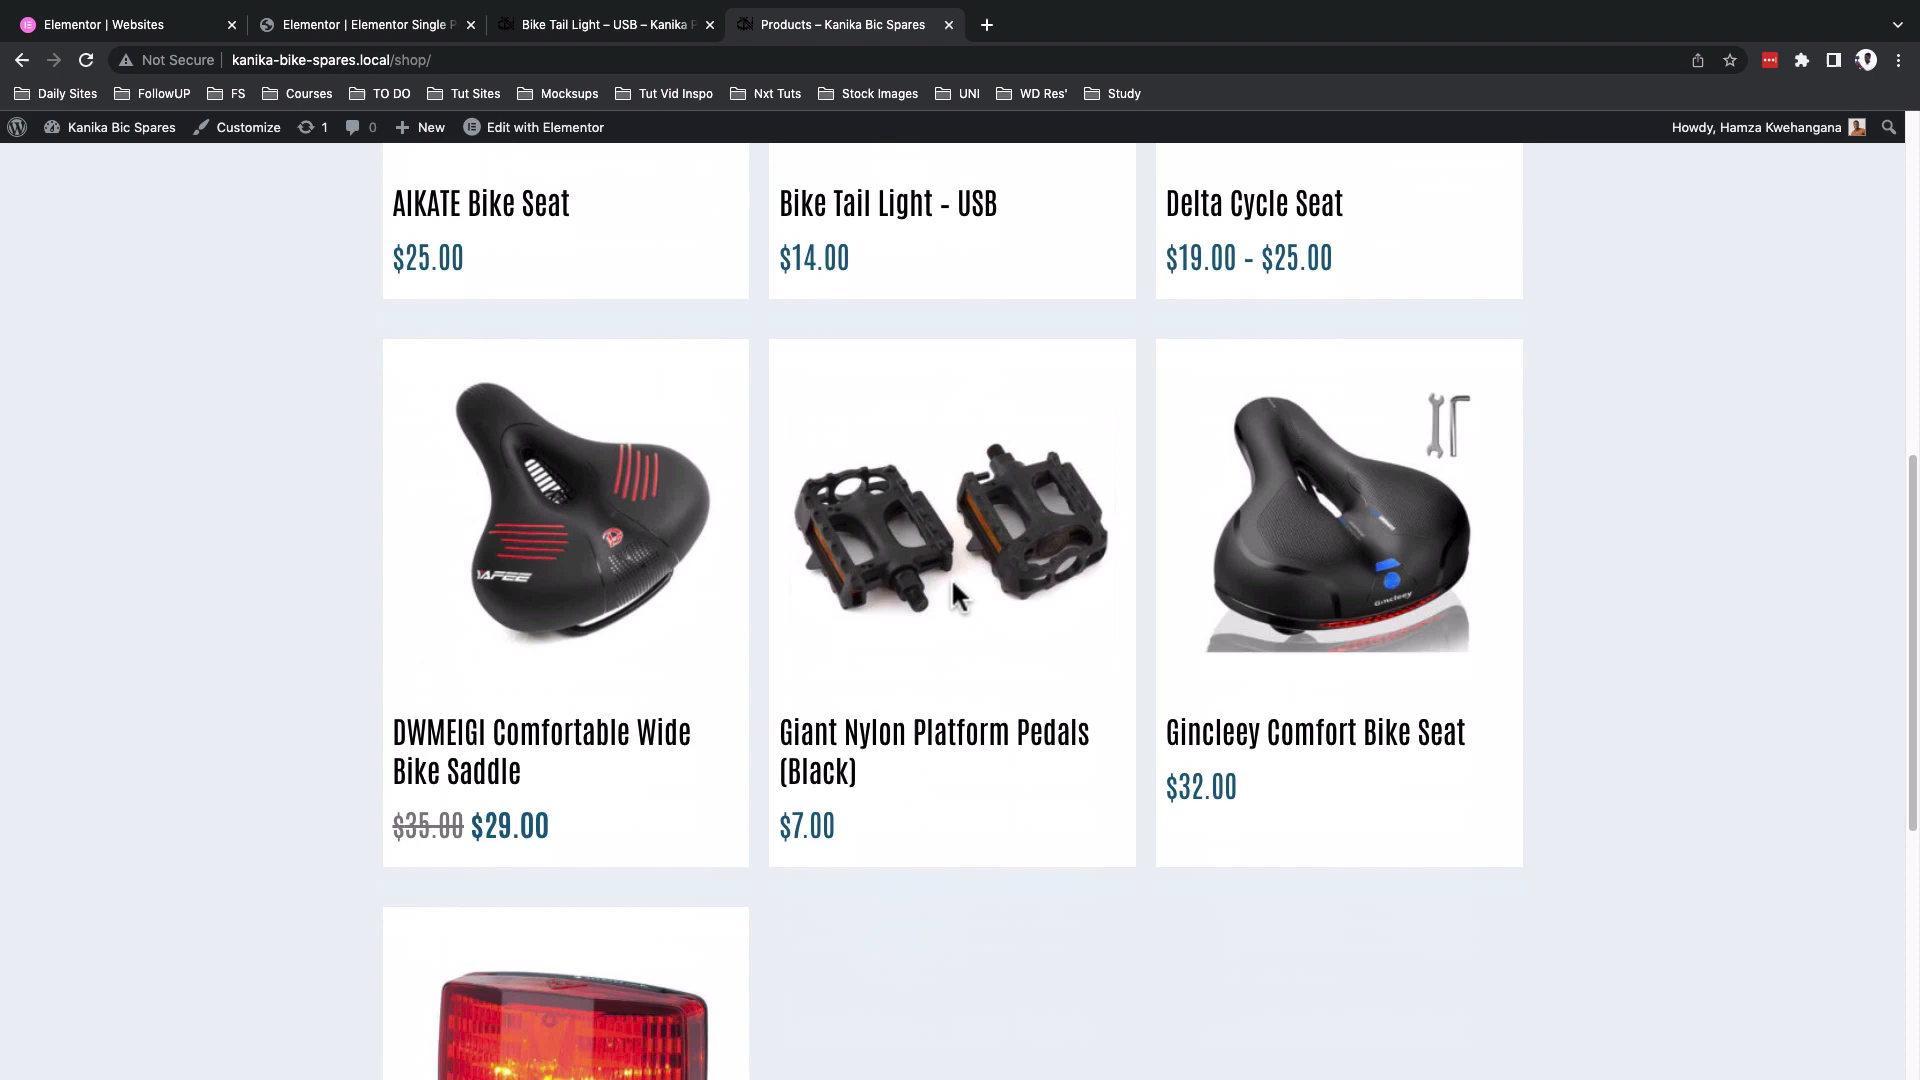 Elementor | Websites
Elementor | Elementor Single P
Bike Tail Light – USB – Kanika
Products – Kanika Bic Spares
Not Secure
kanika-bike-spares.local/shop/
Daily Sites
FollowUP
FS
Courses
TO DO
Tut Sites
Mocksups
Tut Vid Inspo
Nxt Tuts
Stock Images
UNI
WD Res'
Study
Kanika Bic Spares
Customize
1
0
New
Edit with Elementor
Howdy, Hamza Kwehangana
AIKATE Bike Seat
$25.00
Bike Tail Light – USB
$14.00
Delta Cycle Seat
$19.00 – $25.00
YAFEE
Gincleey
DWMEIGI Comfortable Wide
Bike Saddle
$35.00 $29.00
Giant Nylon Platform Pedals
(Black)
$7.00
Gincleey Comfort Bike Seat
$32.00